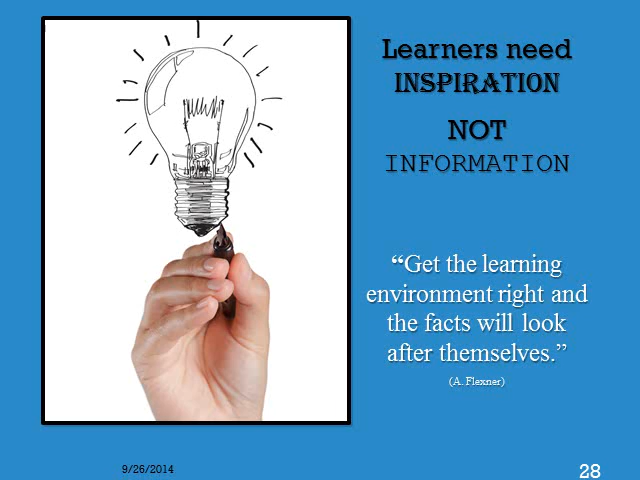 Learners need
INSPIRATION
NOT
INFORMATION
“Get the learning
environment right and
the facts will look
after themselves.”
(A. Flexner)
9/26/2014
28